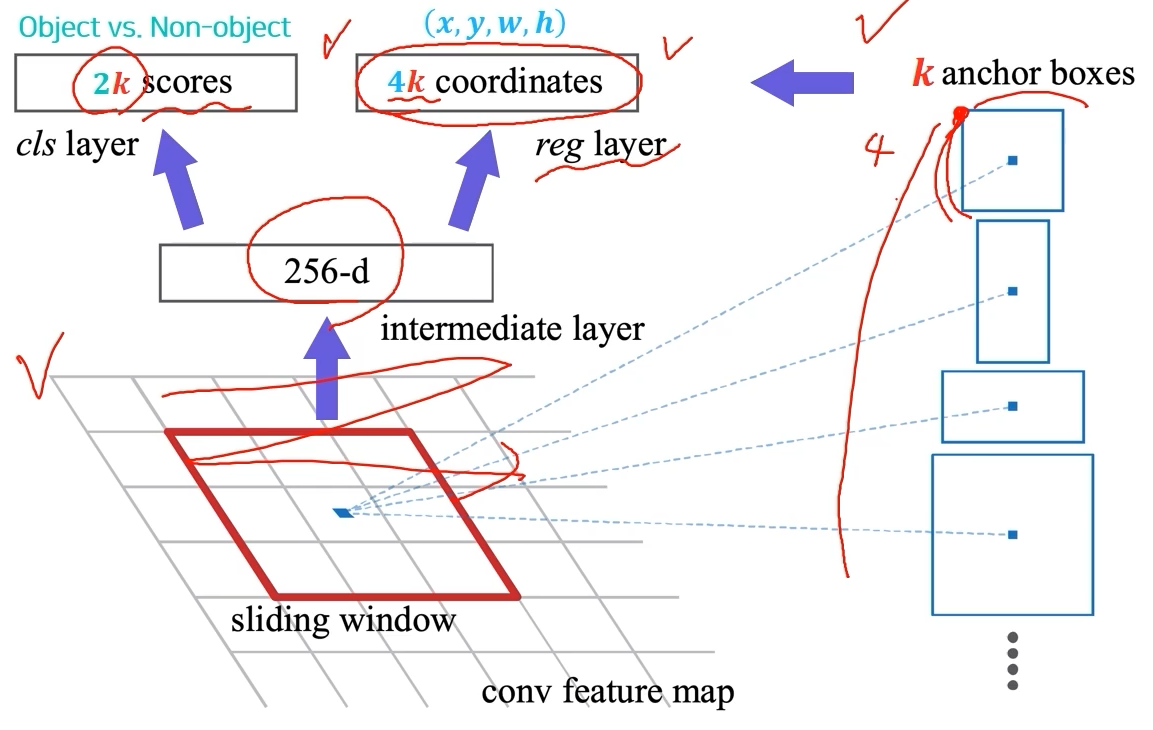 Object vs. Non-object
(x, y, w, h)
2k scores
4k coordinates
k anchor boxes
cls layer
reg layer
4
256-d
intermediate layer
sliding window
conv feature map